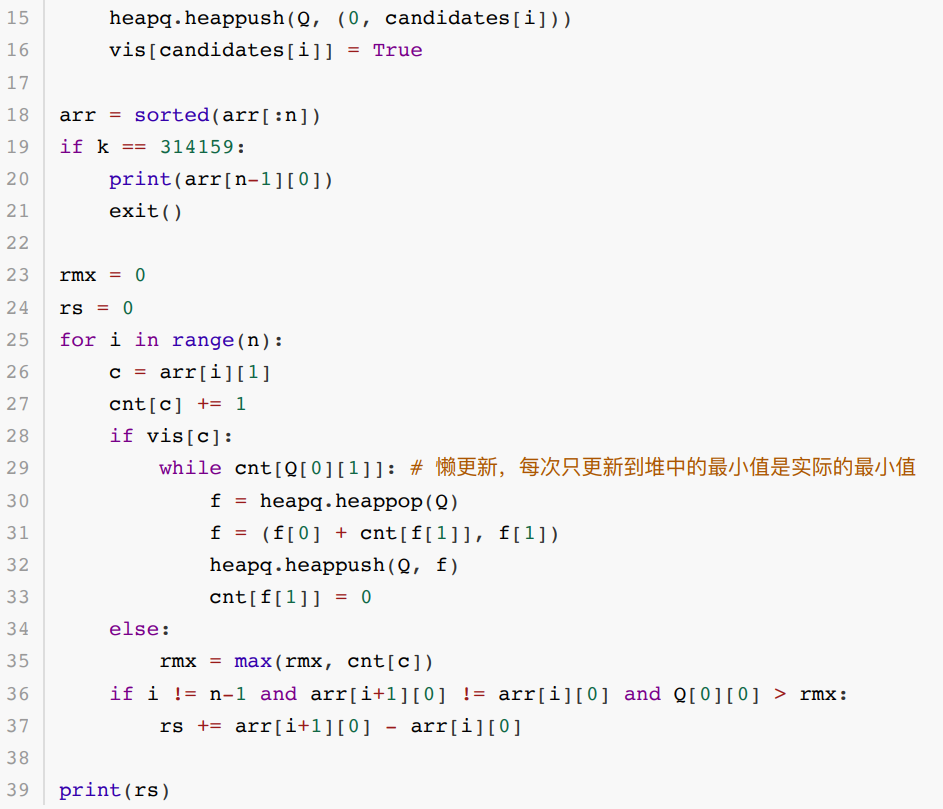 15 heapq.heappush(Q, (0, candidates[i]))
16 vis[candidates[i]] = True
17
18 arr = sorted(arr[:n])
19 if k == 314159:
20 print(arr[n-1][0])
21 exit()
22
23 rmx = 0
24 rs = 0
25 for i in range(n):
26 c = arr[i][1]
27 cnt[c] += 1
28 if vis[c]:
29 while cnt[Q[0][1]]: # 懒更新，每次只更新到堆中的最小值是实际的最小值
30 f = heapq.heappop(Q)
31 f = (f[0] + cnt[f[1]], f[1])
32 heapq.heappush(Q, f)
33 cnt[f[1]] = 0
34 else:
35 rmx = max(rmx, cnt[c])
36 if i != n-1 and arr[i+1][0] != arr[i][0] and Q[0][0] > rmx:
37 rs += arr[i+1][0] - arr[i][0]
38
39 print(rs)